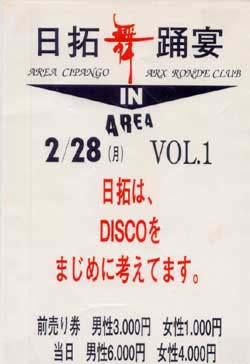 日拓舞踊宴
AREA CIPANGO ARX RONDE CLUB
IN
AREA
2/28(月) VOL.1
日拓は、
DISCOを
まじめに考えてます。
前売り券 男性3.000円 女性1.000円
当日 男性6.000円 女性4.000円